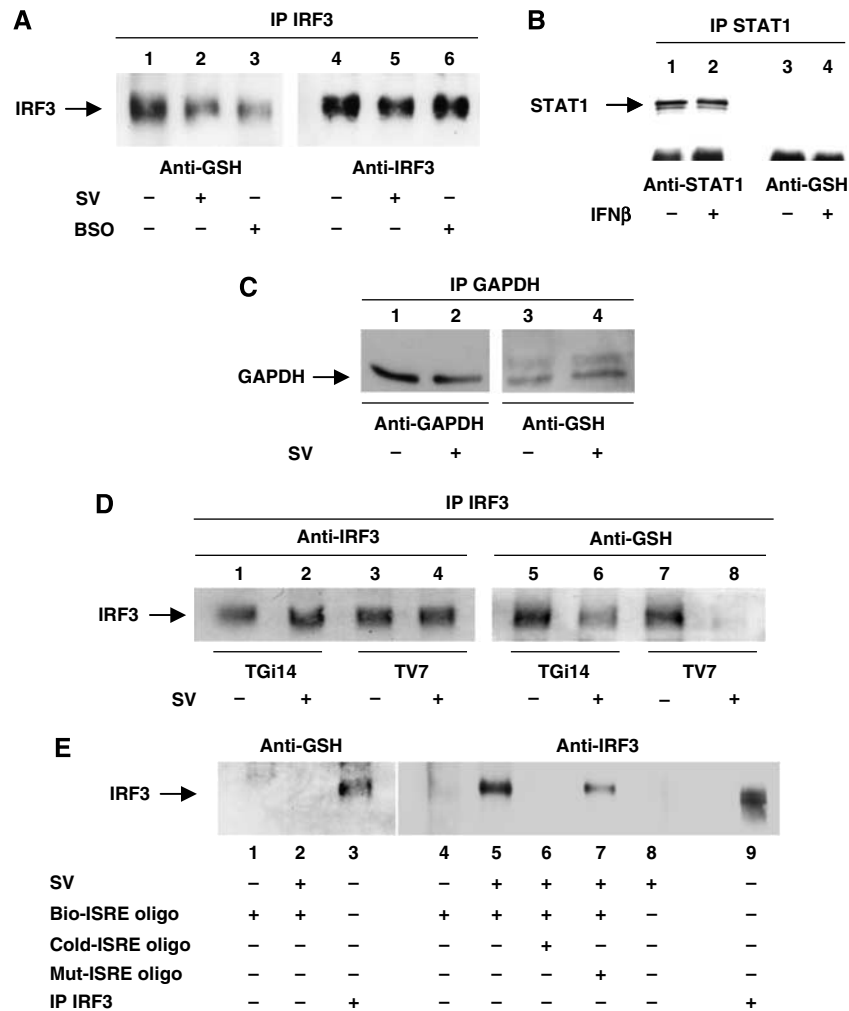 A
IP IRF3
1 2 3 4 5 6
IRF3
Anti-GSH Anti-IRF3
SV – + – – + –
BSO – – + – – +
B
IP STAT1
1 2 3 4
STAT1
Anti-STAT1 Anti-GSH
IFNβ – + – +
C
IP GAPDH
1 2 3 4
GAPDH
Anti-GAPDH Anti-GSH
SV – + – +
D
IP IRF3
Anti-IRF3 Anti-GSH
1 2 3 4 5 6 7 8
IRF3
TGi14 TV7 TGi14 TV7
SV – + – + – + – +
E
Anti-GSH Anti-IRF3
IRF3
1 2 3 4 5 6 7 8 9
SV – + – – + + + + –
Bio-ISRE oligo + + – + + + + – –
Cold-ISRE oligo – – – – – + – – –
Mut-ISRE oligo – – – – – – + – –
IP IRF3 – – + – – – – – +